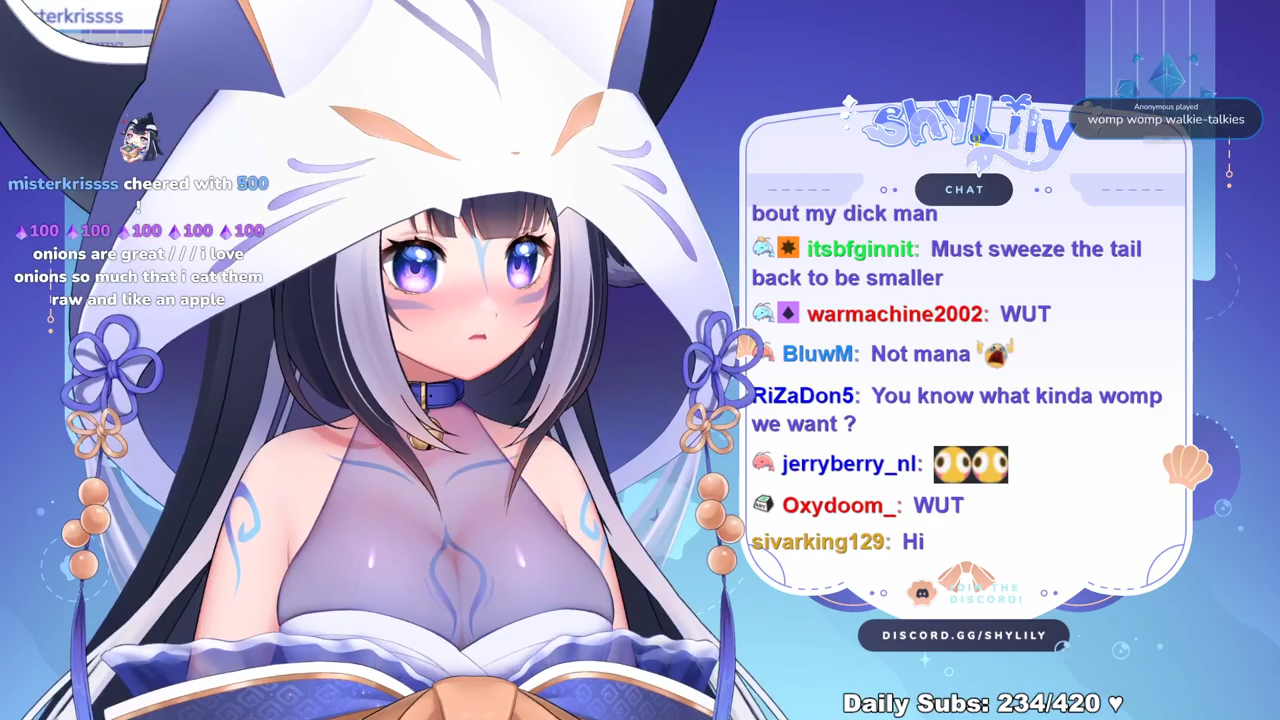 sterkrissss
misterkrissss cheered with 500
!
100 100 100 100 100
onions are great / / / i love
onions so much that i eat them
raw and like an apple
shyLily
Anonymous played
womp womp walkie-talkies
CHAT
bout my dick man
itsbfginnit: Must sweeze the tail
back to be smaller
warmachine2002: WUT
BluwM: Not mana
RiZaDon5: You know what kinda womp
we want ?
jerryberry_nl:
Oxydoom_: WUT
sivarking129: Hi
JOIN THE
DISCORD!
DISCORD.GG/SHYLILY
Daily Subs: 234/420 ♥